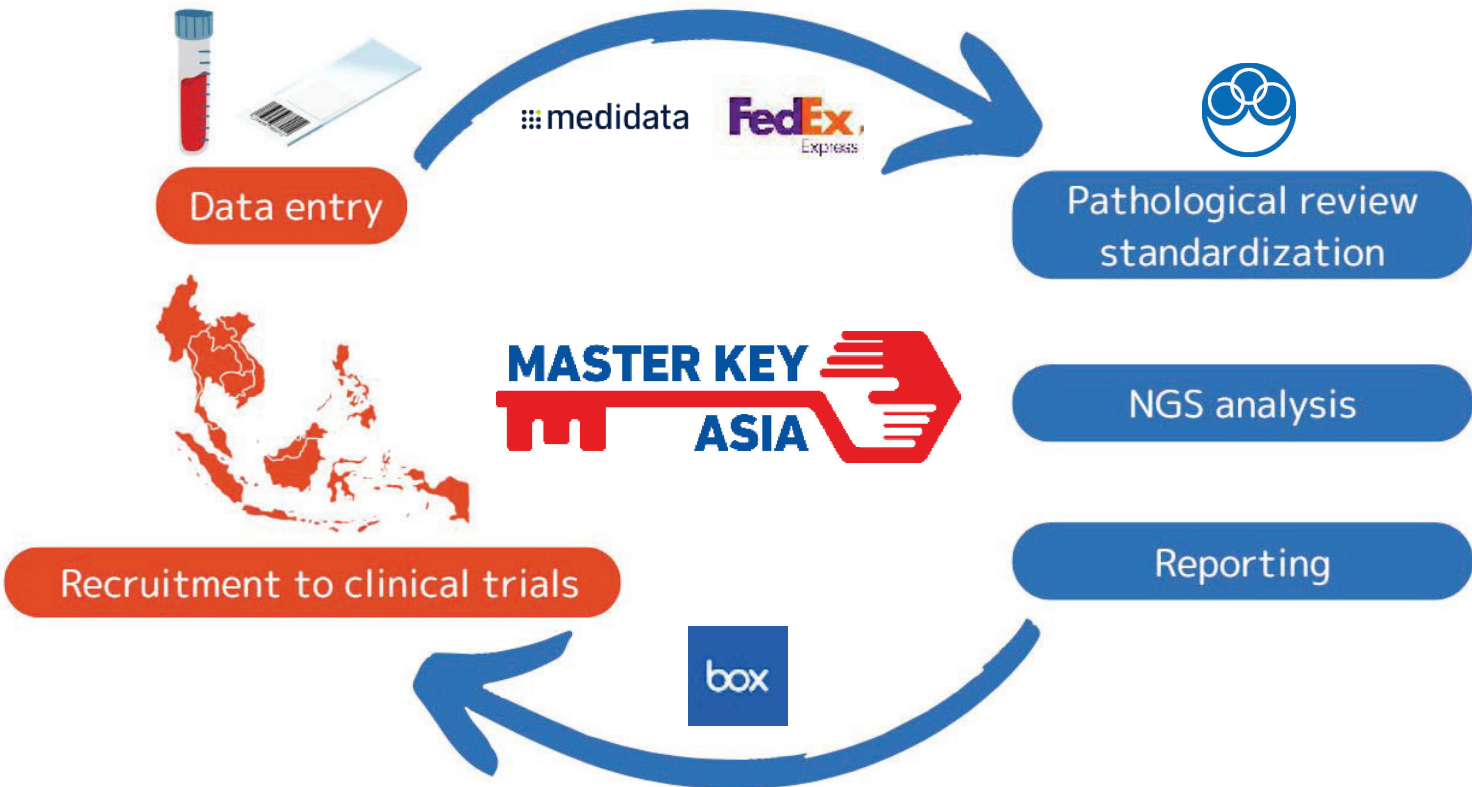 medidata
FedEx
Express
Data entry
Pathological review
standardization
MASTER KEY
ASIA
NGS analysis
Recruitment to clinical trials
Reporting
box